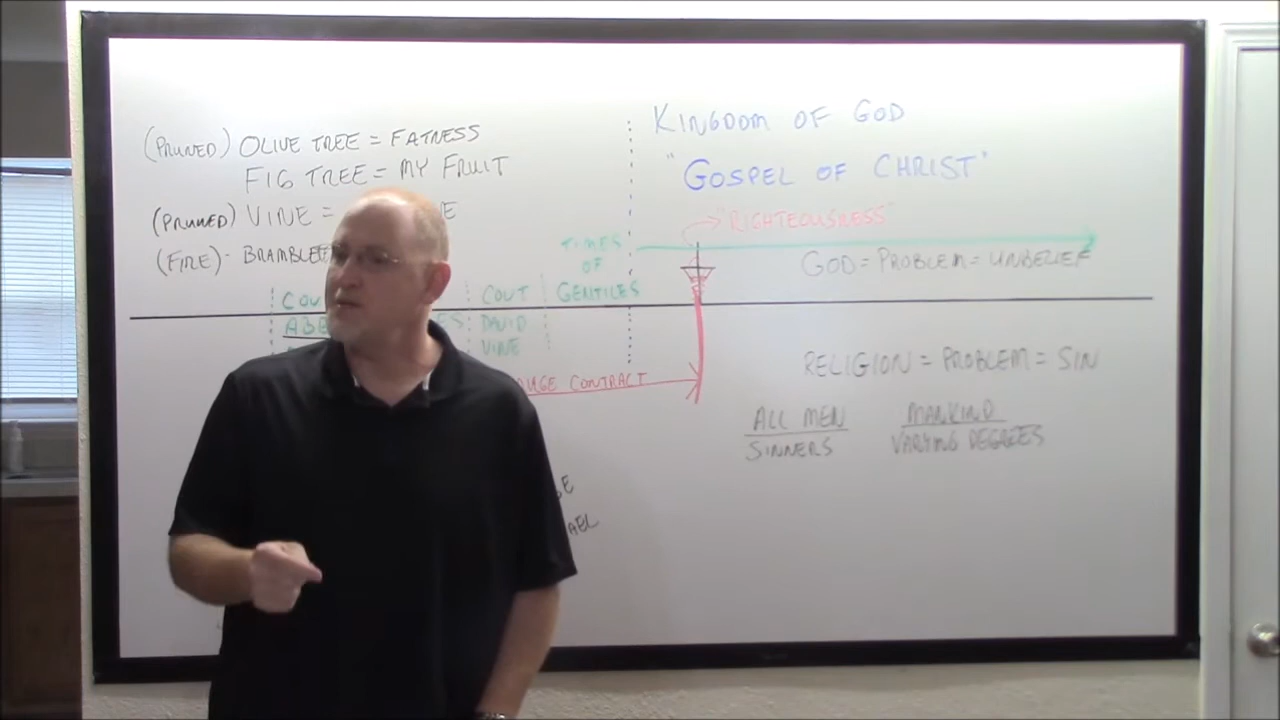 (PRUNED) OLIVE TREE = FATNESS
FIG TREE = MY FRUIT
(PRUNED) VINE =
(FIRE) - BRAMBLE
KINGDOM OF GOD
"GOSPEL OF CHRIST"
"RIGHTEOUSNESS"
TIMES
OF
GENTILES
GOD = PROBLEM = UNBELIEF
COVT
DAVID
VINE
CONTRACT
RELIGION = PROBLEM = SIN
ALL MEN
SINNERS
MANKIND
VARYING DEGREES